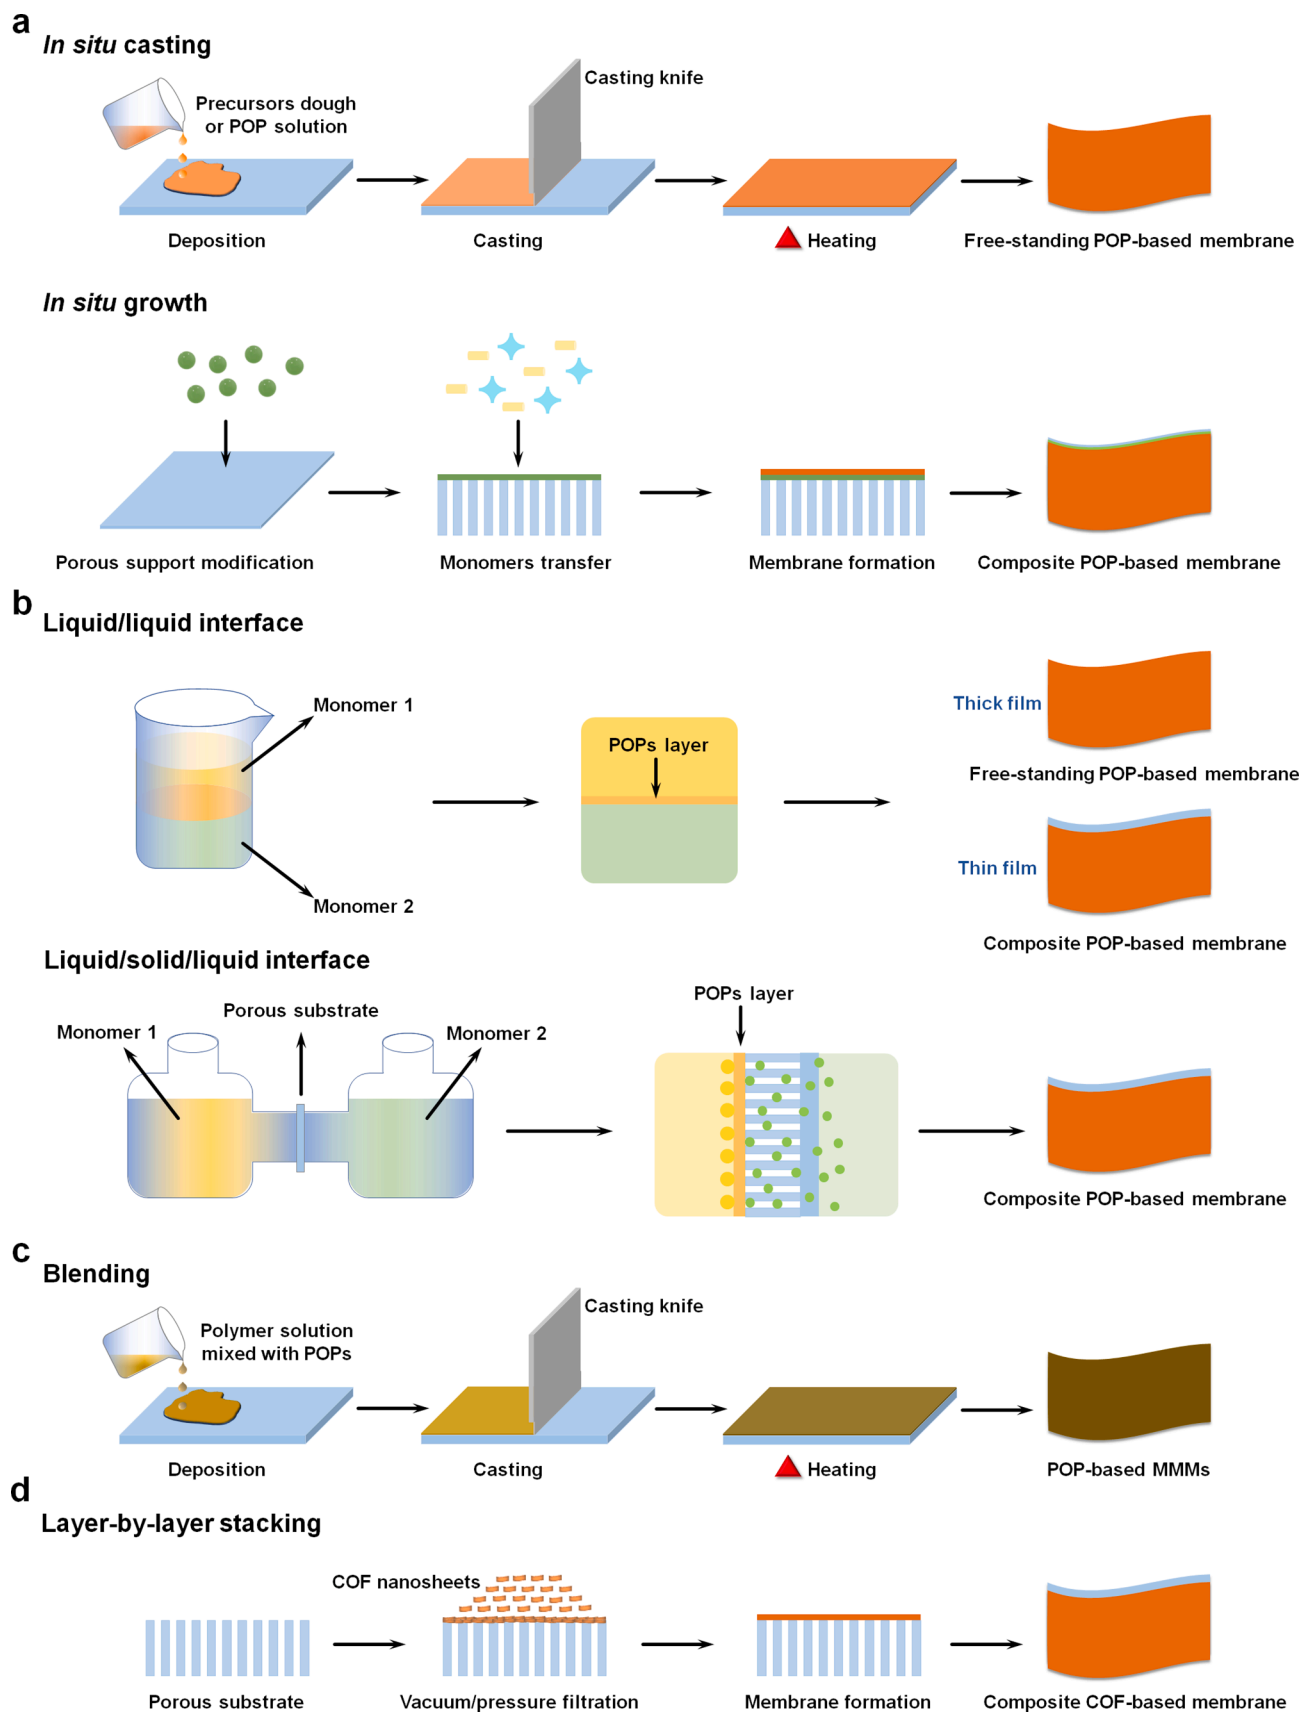 a
In situ casting
Precursors dough
or POP solution
Casting knife
Deposition
Casting
Heating
Free-standing POP-based membrane
In situ growth
Porous support modification
Monomers transfer
Membrane formation
Composite POP-based membrane
b
Liquid/liquid interface
Monomer 1
Monomer 2
POPs layer
Thick film
Free-standing POP-based membrane
Thin film
Composite POP-based membrane
Liquid/solid/liquid interface
Monomer 1
Porous substrate
Monomer 2
POPs layer
Composite POP-based membrane
c
Blending
Polymer solution
mixed with POPs
Casting knife
Deposition
Casting
Heating
POP-based MMMs
d
Layer-by-layer stacking
COF nanosheets
Porous substrate
Vacuum/pressure filtration
Membrane formation
Composite COF-based membrane